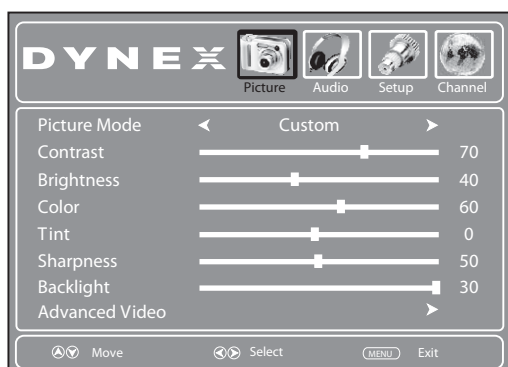 DYNEX
Picture Audio Setup Channel
Picture Mode Custom
Contrast 70
Brightness 40
Color 60
Tint 0
Sharpness 50
Backlight 30
Advanced Video
Move Select MENU Exit